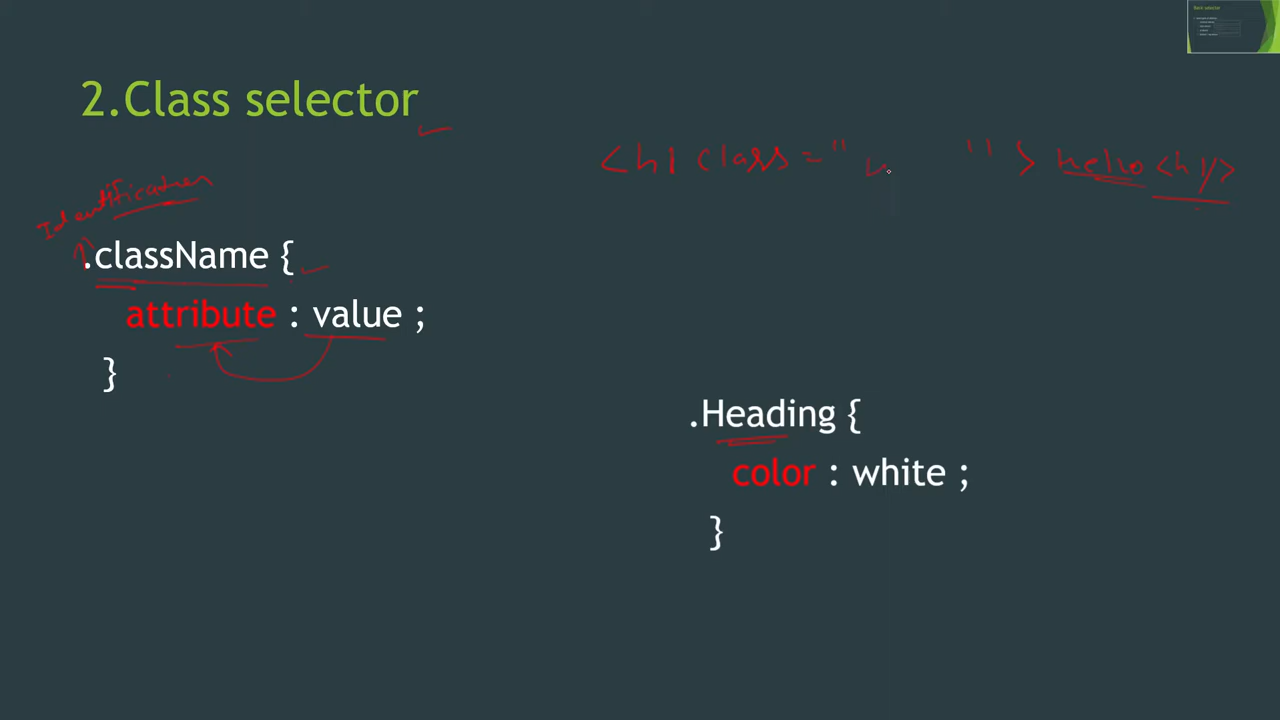 2.Class selector
<h1 class=" " > hello <h1/>
Identification
.className {
attribute : value ;
}
.Heading {
color : white ;
}